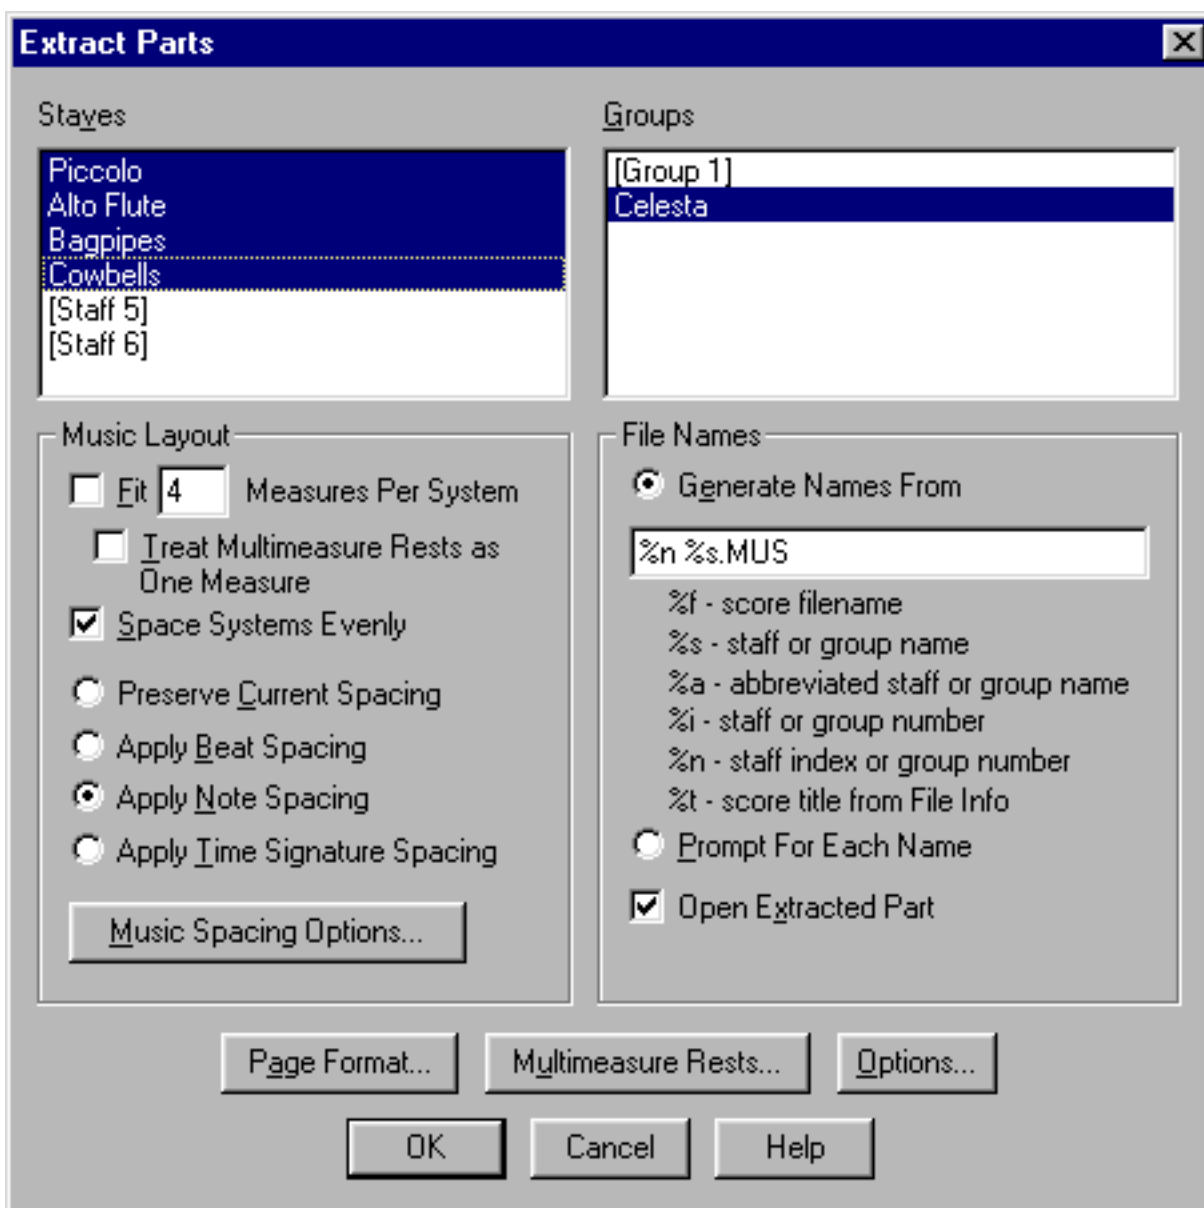 Extract Parts
Staves
Piccolo
Alto Flute
Bagpipes
Cowbells
[Staff 5]
[Staff 6]
Groups
[Group 1]
Celesta
Music Layout
Fit 4 Measures Per System
Treat Multimeasure Rests as
One Measure
Space Systems Evenly
Preserve Current Spacing
Apply Beat Spacing
Apply Note Spacing
Apply Time Signature Spacing
Music Spacing Options...
File Names
Generate Names From
%n %s.MUS
%f - score filename
%s - staff or group name
%a - abbreviated staff or group name
%i - staff or group number
%n - staff index or group number
%t - score title from File Info
Prompt For Each Name
Open Extracted Part
Page Format...
Multimeasure Rests...
Options...
OK
Cancel
Help